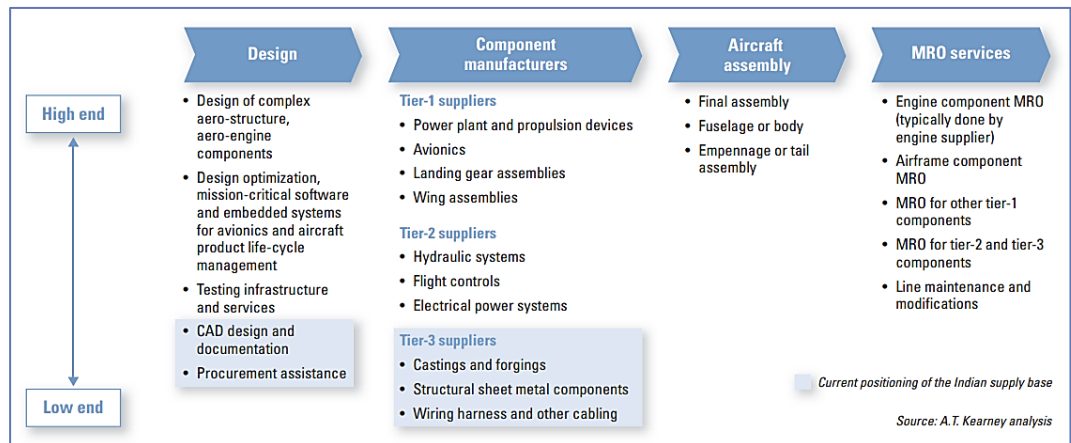 Design
Component
manufacturers
Aircraft
assembly
MRO services
High end
Low end
• Design of complex
aero-structure,
aero-engine
components
• Design optimization,
mission-critical software
and embedded systems
for avionics and aircraft
product life-cycle
management
• Testing infrastructure
and services
• CAD design and
documentation
• Procurement assistance
Tier-1 suppliers
• Power plant and propulsion devices
• Avionics
• Landing gear assemblies
• Wing assemblies
Tier-2 suppliers
• Hydraulic systems
• Flight controls
• Electrical power systems
Tier-3 suppliers
• Castings and forgings
• Structural sheet metal components
• Wiring harness and other cabling
• Final assembly
• Fuselage or body
• Empennage or tail
assembly
• Engine component MRO
(typically done by
engine supplier)
• Airframe component
MRO
• MRO for other tier-1
components
• MRO for tier-2 and tier-3
components
• Line maintenance and
modifications
Current positioning of the Indian supply base
Source: A.T. Kearney analysis